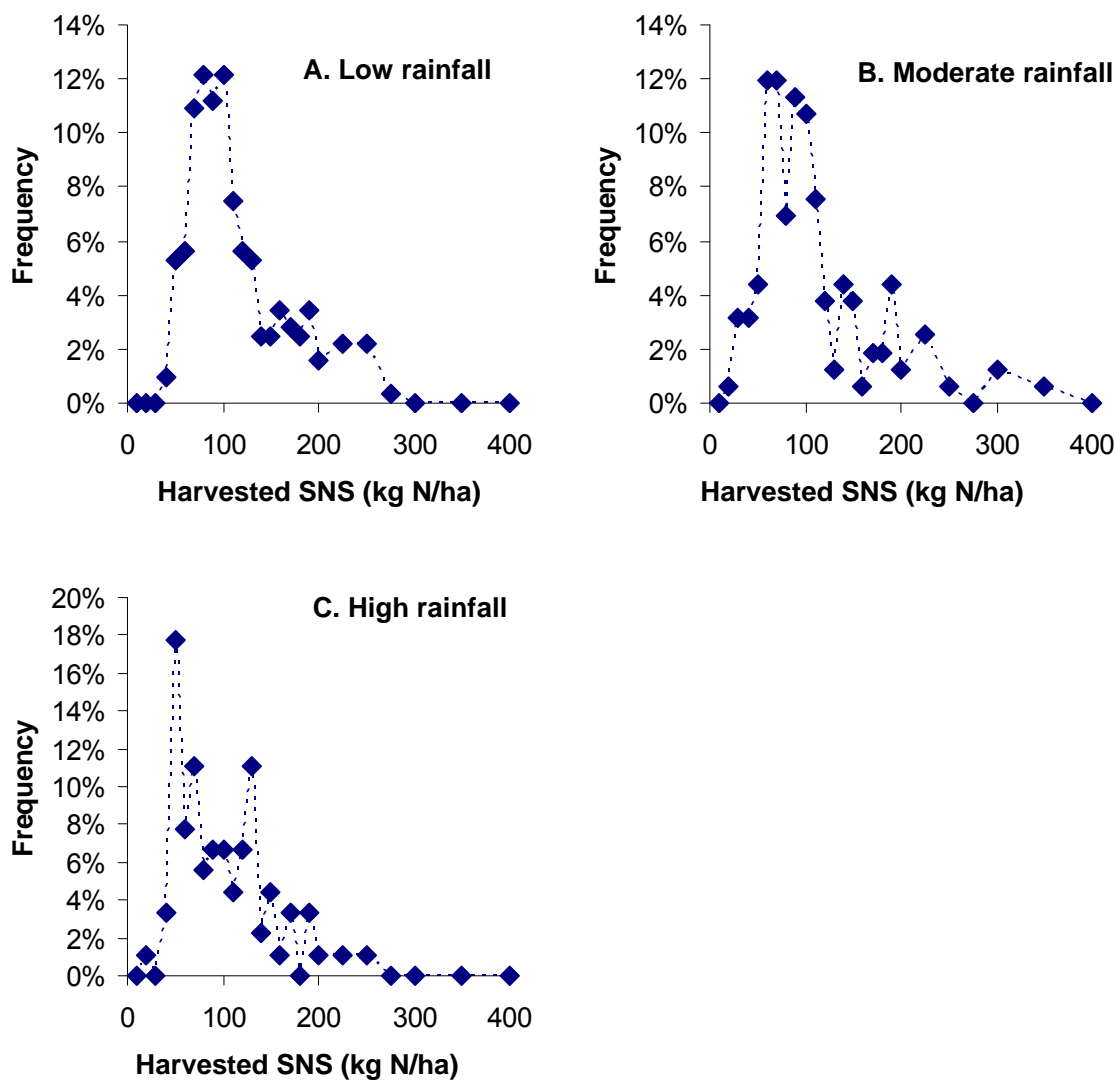 A. Low rainfall
Frequency
14%
12%
10%
8%
6%
4%
2%
0%
0 100 200 300 400
Harvested SNS (kg N/ha)
B. Moderate rainfall
Frequency
14%
12%
10%
8%
6%
4%
2%
0%
0 100 200 300 400
Harvested SNS (kg N/ha)
C. High rainfall
Frequency
20%
18%
16%
14%
12%
10%
8%
6%
4%
2%
0%
0 100 200 300 400
Harvested SNS (kg N/ha)